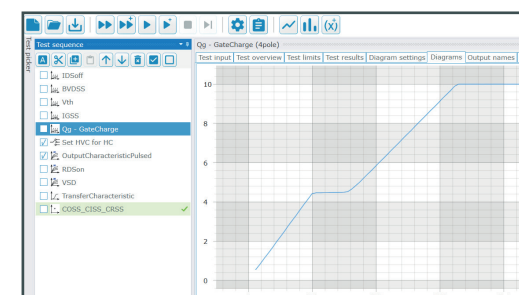 (x̄)
Test picker
Test sequence
Qg - GateCharge (4pole)
Test input Test overview Test limits Test results Diagram settings Diagrams Output names
A
IDSoff
BVDSS
Vth
IGSS
Qg - GateCharge
Set HVC for HC
OutputCharacteristicPulsed
RDSon
VSD
TransferCharacteristic
COSS_CISS_CRSS
10
8
6
4
2
0